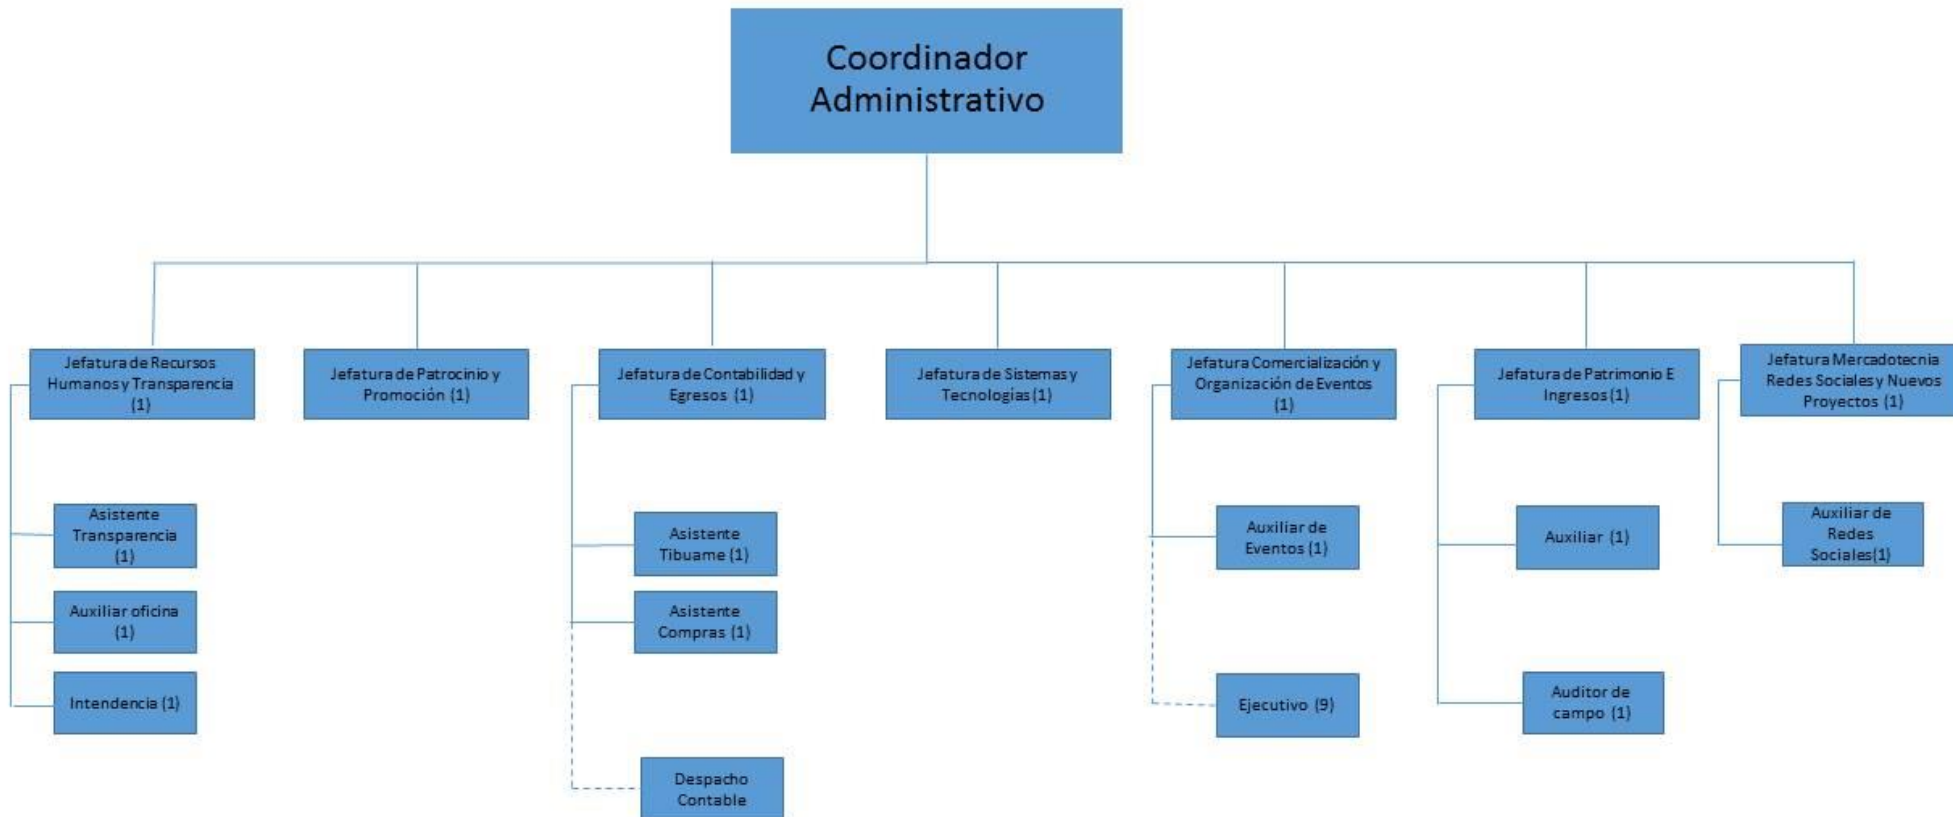 Coordinador
Administrativo
Jefatura de Recursos
Humanos y Transparencia
(1)
Jefatura de Patrocinio y
Promoción (1)
Jefatura de Contabilidad y
Egresos (1)
Jefatura de Sistemas y
Tecnologías (1)
Jefatura Comercialización y
Organización de Eventos
(1)
Jefatura de Patrimonio E
Ingresos (1)
Jefatura Mercadotecnia
Redes Sociales y Nuevos
Proyectos (1)
Asistente
Transparencia
(1)
Auxiliar oficina
(1)
Intendencia (1)
Asistente
Tibuame (1)
Asistente
Compras (1)
Despacho
Contable
Auxiliar de
Eventos (1)
Ejecutivo (9)
Auxiliar (1)
Auditor de
campo (1)
Auxiliar de
Redes
Sociales(1)